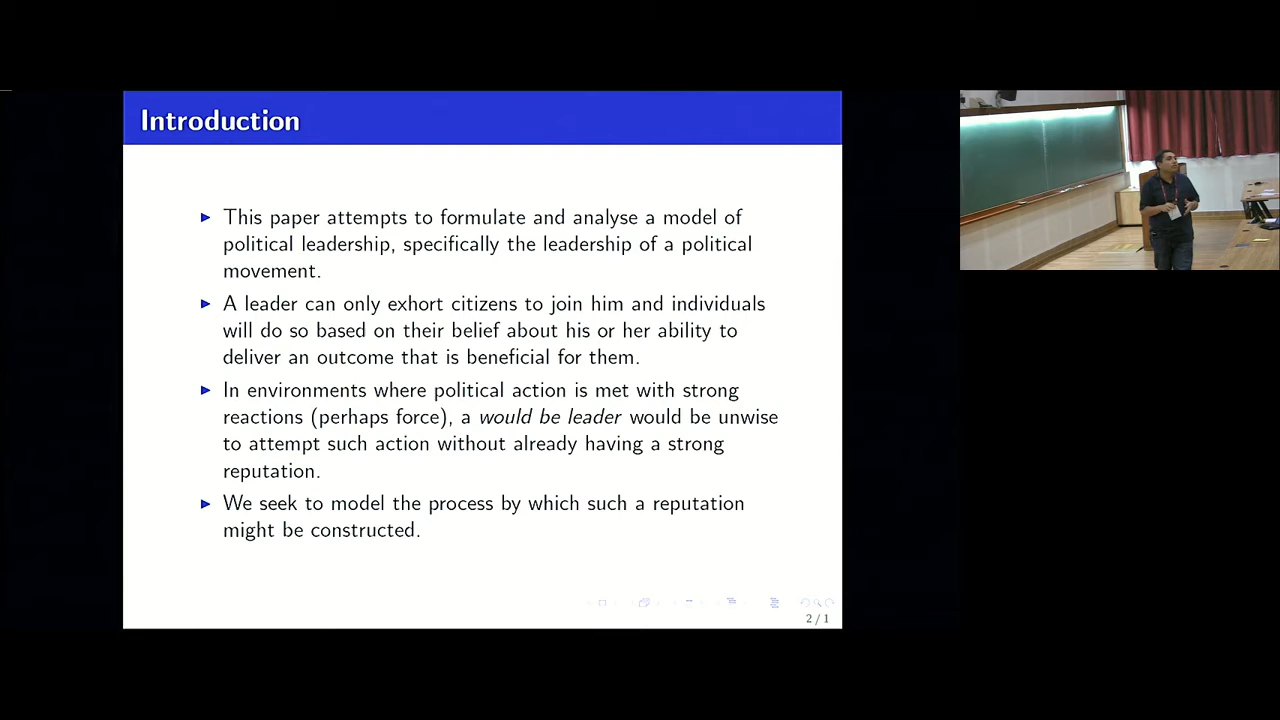 Introduction
▶ This paper attempts to formulate and analyse a model of
political leadership, specifically the leadership of a political
movement.
▶ A leader can only exhort citizens to join him and individuals
will do so based on their belief about his or her ability to
deliver an outcome that is beneficial for them.
▶ In environments where political action is met with strong
reactions (perhaps force), a would be leader would be unwise
to attempt such action without already having a strong
reputation.
▶ We seek to model the process by which such a reputation
might be constructed.
2 / 1